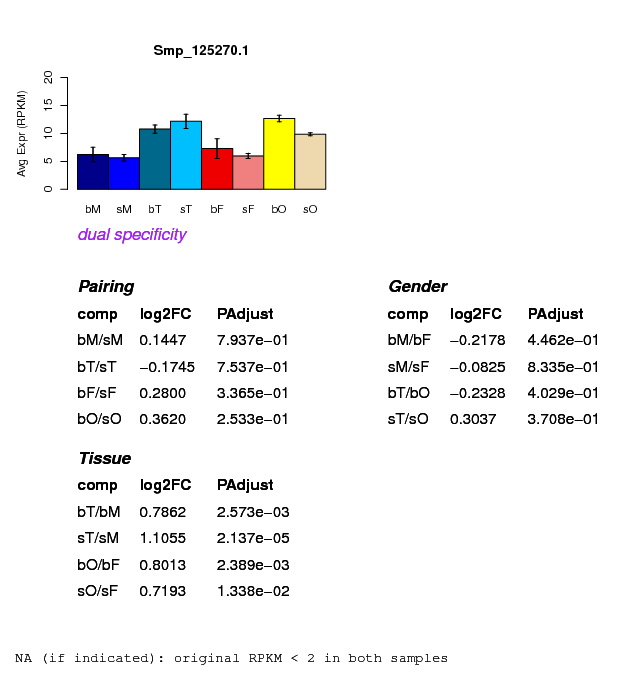 Smp_125270.1
Avg Expr (RPKM)
20
15
10
5
0
bM sM bT sT bF sF bO sO
dual specificity
Pairing
comp log2FC PAdjust
bM/sM 0.1447 7.937e−01
bT/sT −0.1745 7.537e−01
bF/sF 0.2800 3.365e−01
bO/sO 0.3620 2.533e−01
Gender
comp log2FC PAdjust
bM/bF −0.2178 4.462e−01
sM/sF −0.0825 8.335e−01
bT/bO −0.2328 4.029e−01
sT/sO 0.3037 3.708e−01
Tissue
comp log2FC PAdjust
bT/bM 0.7862 2.573e−03
sT/sM 1.1055 2.137e−05
bO/bF 0.8013 2.389e−03
sO/sF 0.7193 1.338e−02
NA (if indicated): original RPKM < 2 in both samples